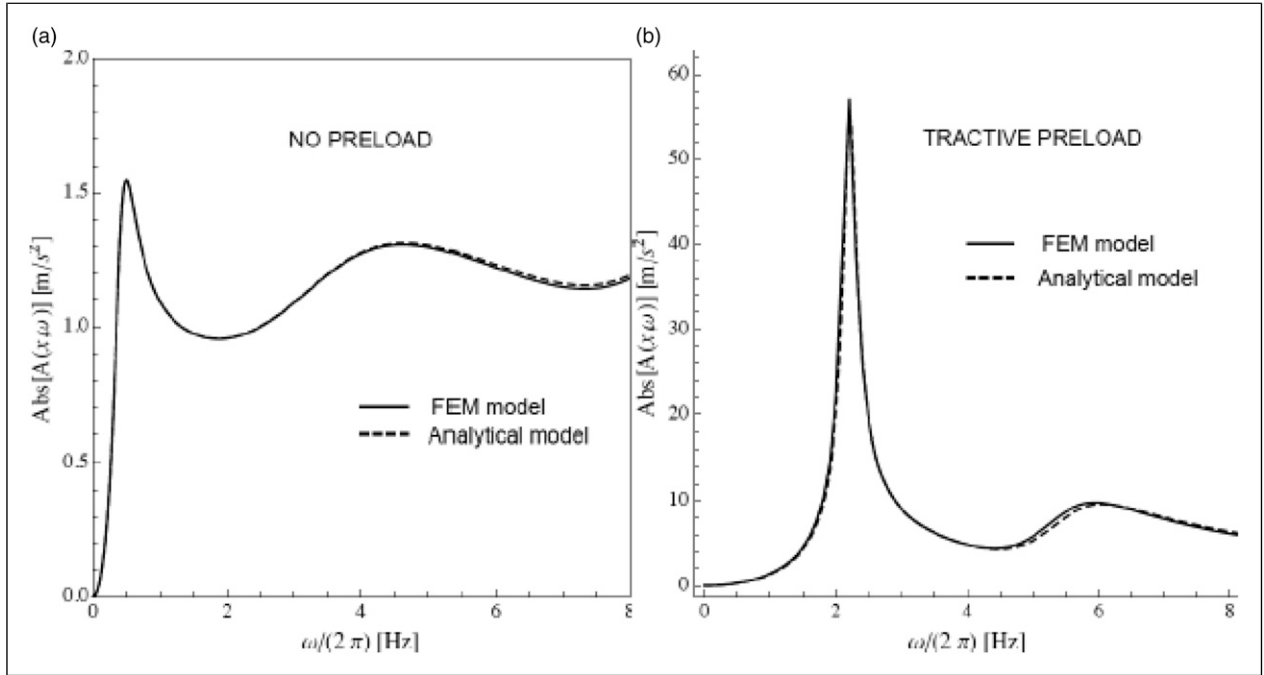 (a)
2.0
1.5
1.0
0.5
0.0
0
2
4
6
8
Abs[A(x ω)] [m/s²]
NO PRELOAD
FEM model
Analytical model
ω/(2 π) [Hz]
(b)
60
50
40
30
20
10
0
0
2
4
6
8
Abs[A(x ω)] [m/s²]
TRACTIVE PRELOAD
FEM model
Analytical model
ω/(2 π) [Hz]